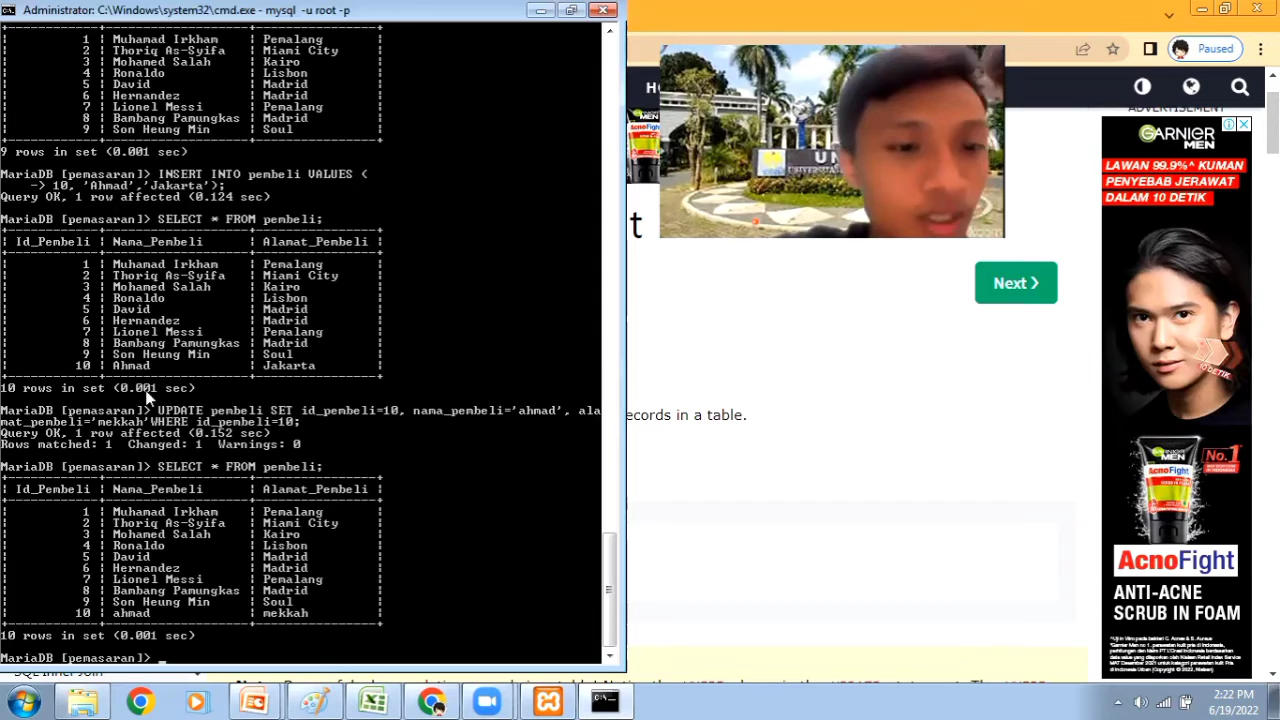 Administrator: C:\Windows\system32\cmd.exe - mysql -u root -p
1 | Muhamad Irkham | Pemalang
2 | Thoriq As-Syifa | Miami City
3 | Mohamed Salah | Kairo
4 | Ronaldo | Lisbon
5 | David | Madrid
6 | Hernandez | Madrid
7 | Lionel Messi | Pemalang
8 | Bambang Pamungkas | Madrid
9 | Son Heung Min | Soul
9 rows in set (0.001 sec)
MariaDB [pemasaran]> INSERT INTO pembeli VALUES (
-> 10, 'Ahmad','Jakarta');
Query OK, 1 row affected (0.124 sec)
MariaDB [pemasaran]> SELECT * FROM pembeli;
| Id_Pembeli | Nama_Pembeli | Alamat_Pembeli |
1 | Muhamad Irkham | Pemalang
2 | Thoriq As-Syifa | Miami City
3 | Mohamed Salah | Kairo
4 | Ronaldo | Lisbon
5 | David | Madrid
6 | Hernandez | Madrid
7 | Lionel Messi | Pemalang
8 | Bambang Pamungkas | Madrid
9 | Son Heung Min | Soul
10 | Ahmad | Jakarta
10 rows in set (0.001 sec)
MariaDB [pemasaran]> UPDATE pembeli SET id_pembeli=10, nama_pembeli='ahmad', ala
mat_pembeli='mekkah'WHERE id_pembeli=10;
Query OK, 1 row affected (0.152 sec)
Rows matched: 1 Changed: 1 Warnings: 0
MariaDB [pemasaran]> SELECT * FROM pembeli;
| Id_Pembeli | Nama_Pembeli | Alamat_Pembeli |
1 | Muhamad Irkham | Pemalang
2 | Thoriq As-Syifa | Miami City
3 | Mohamed Salah | Kairo
4 | Ronaldo | Lisbon
5 | David | Madrid
6 | Hernandez | Madrid
7 | Lionel Messi | Pemalang
8 | Bambang Pamungkas | Madrid
9 | Son Heung Min | Soul
10 | ahmad | mekkah
10 rows in set (0.001 sec)
MariaDB [pemasaran]>
Paused
Next ❯
ecords in a table.
ADVERTISEMENT
GARNIER
MEN
LAWAN 99.9%^ KUMAN
PENYEBAB JERAWAT
DALAM 10 DETIK
10 DETIK
No.1
AcnoFight
ANTI-ACNE
SCRUB IN FOAM
2:22 PM
6/19/2022